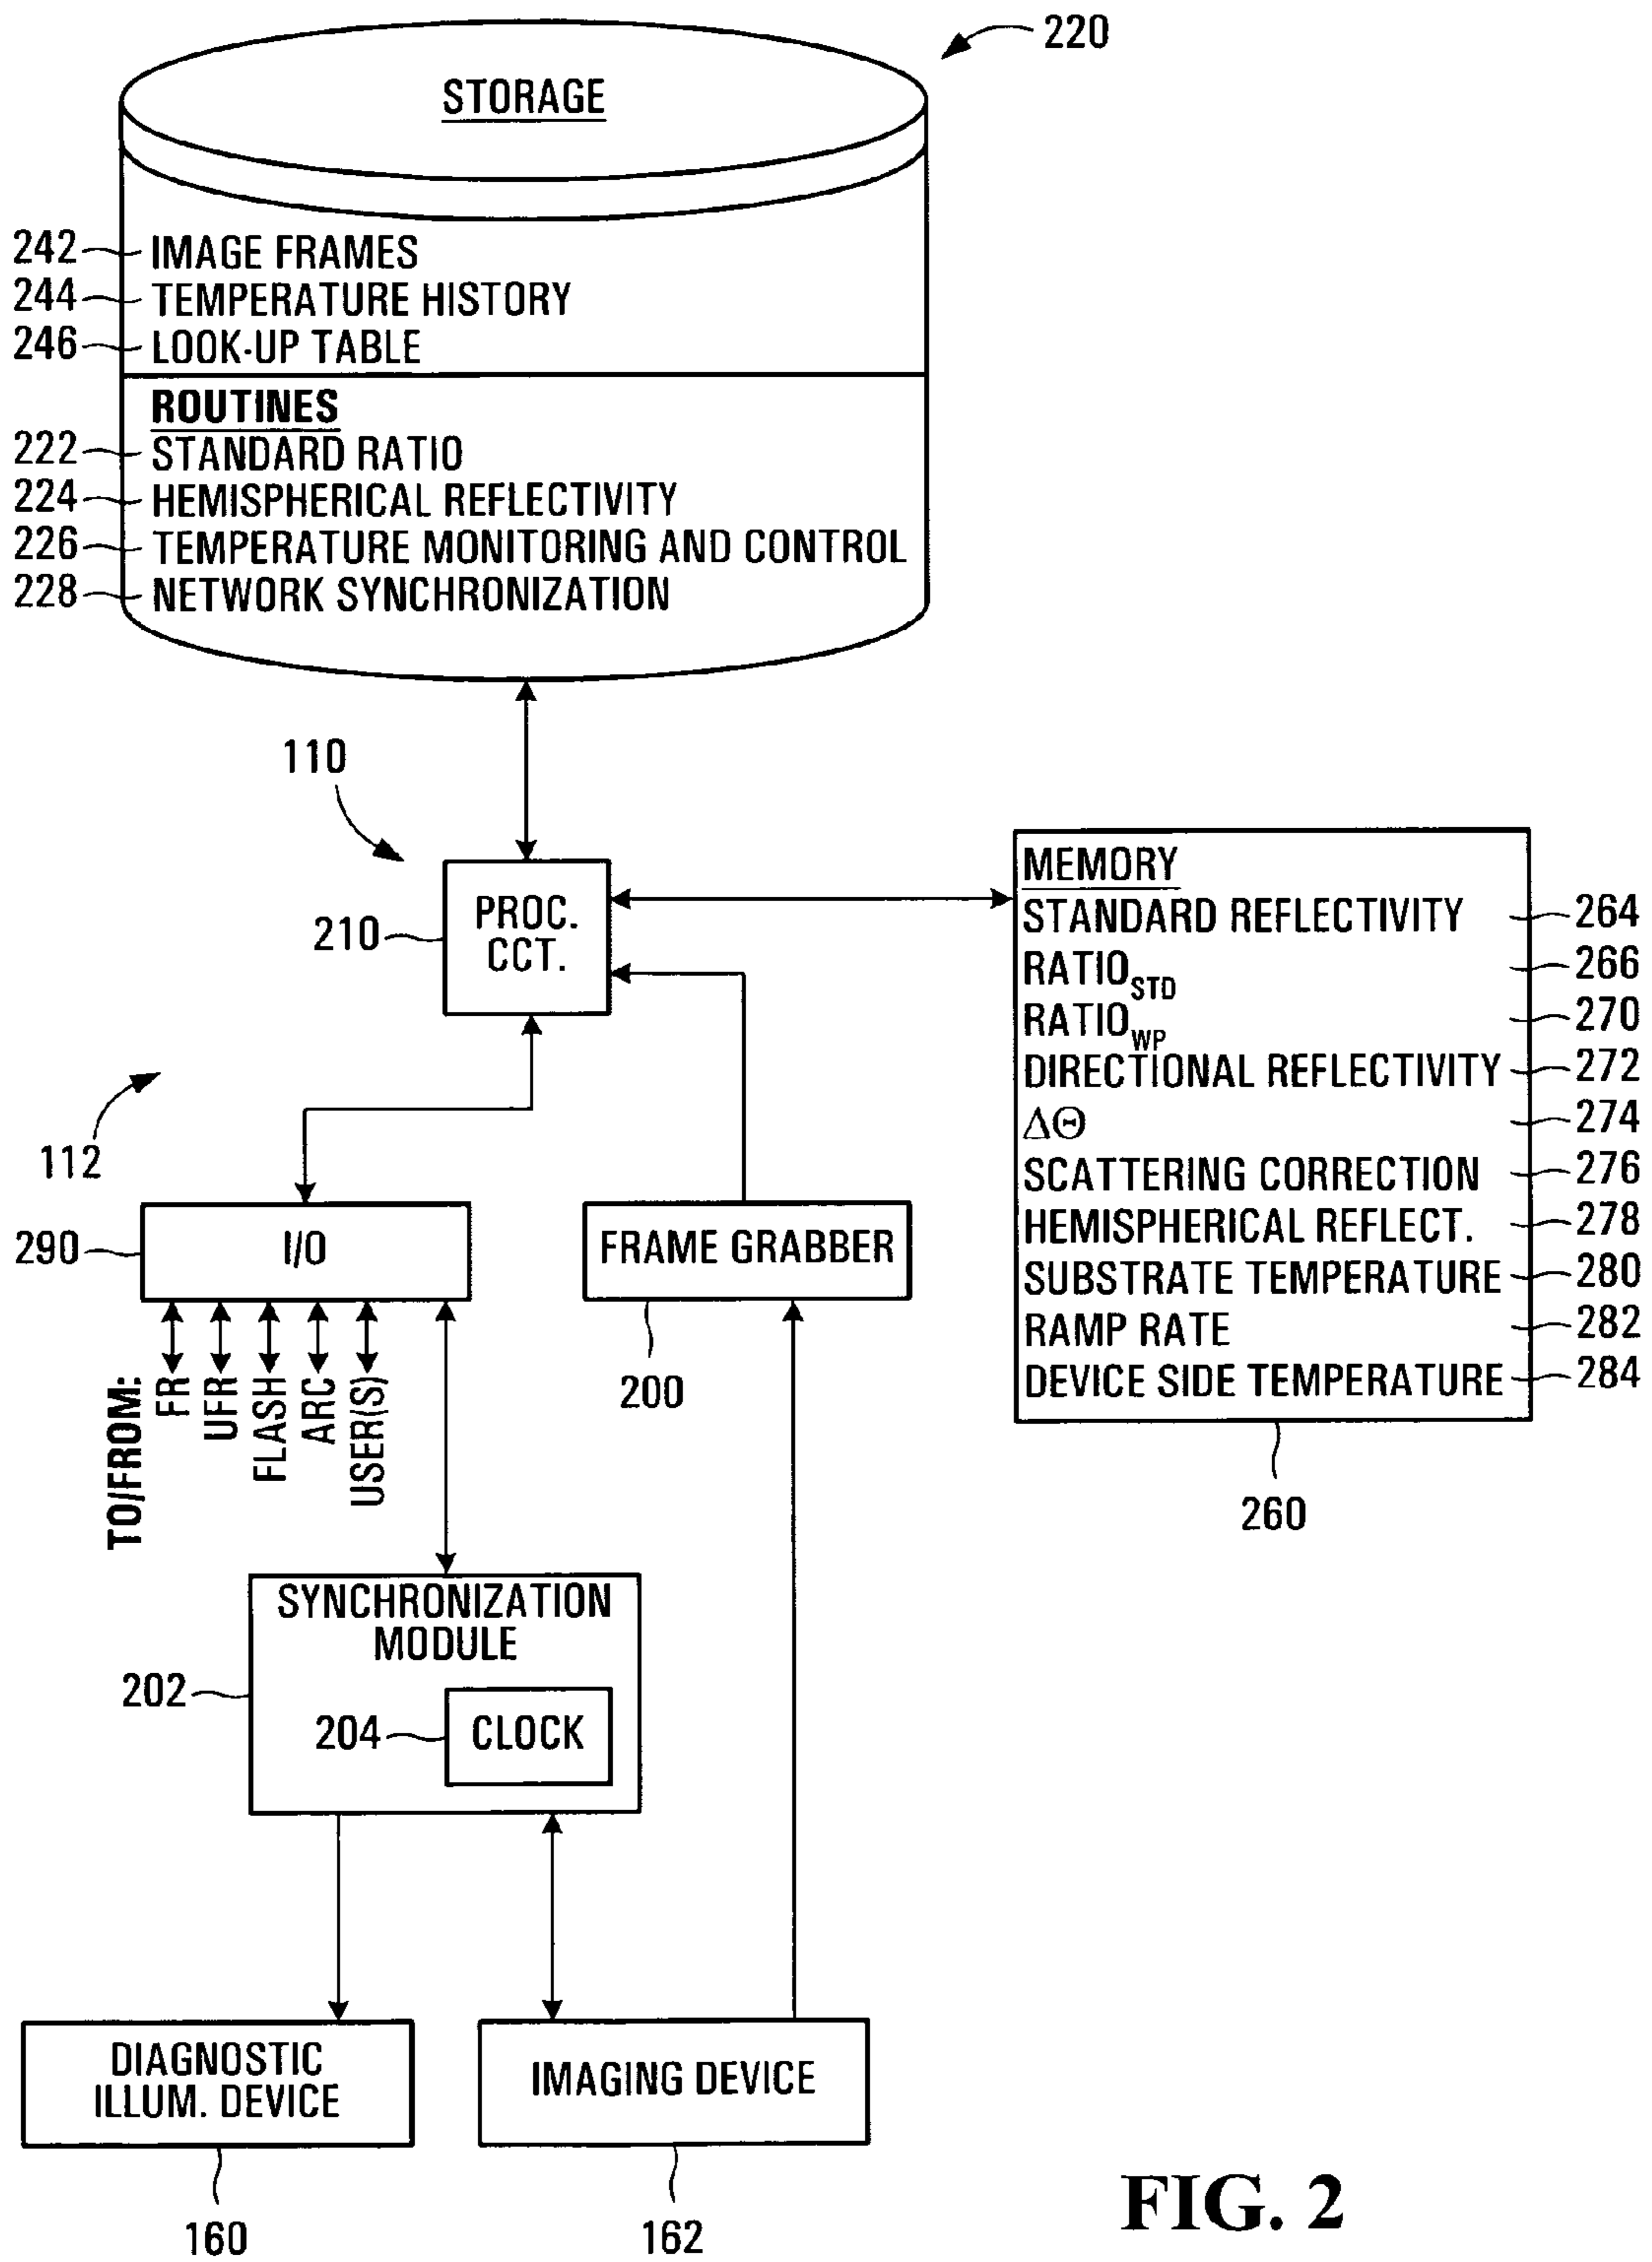 220
STORAGE
242 IMAGE FRAMES
244 TEMPERATURE HISTORY
246 LOOK-UP TABLE
ROUTINES
222 STANDARD RATIO
224 HEMISPHERICAL REFLECTIVITY
226 TEMPERATURE MONITORING AND CONTROL
228 NETWORK SYNCHRONIZATION
110
210
PROC.
CCT.
MEMORY
STANDARD REFLECTIVITY 264
RATIO STD 266
RATIO WP 270
DIRECTIONAL REFLECTIVITY 272
ΔΘ 274
SCATTERING CORRECTION 276
HEMISPHERICAL REFLECT. 278
SUBSTRATE TEMPERATURE 280
RAMP RATE 282
DEVICE SIDE TEMPERATURE 284
260
112
290 I/O
FRAME GRABBER
200
TO/FROM:
FR
UFR
FLASH
ARC
USER(S)
SYNCHRONIZATION
MODULE
202
204 CLOCK
DIAGNOSTIC
ILLUM. DEVICE
160
IMAGING DEVICE
162
FIG. 2